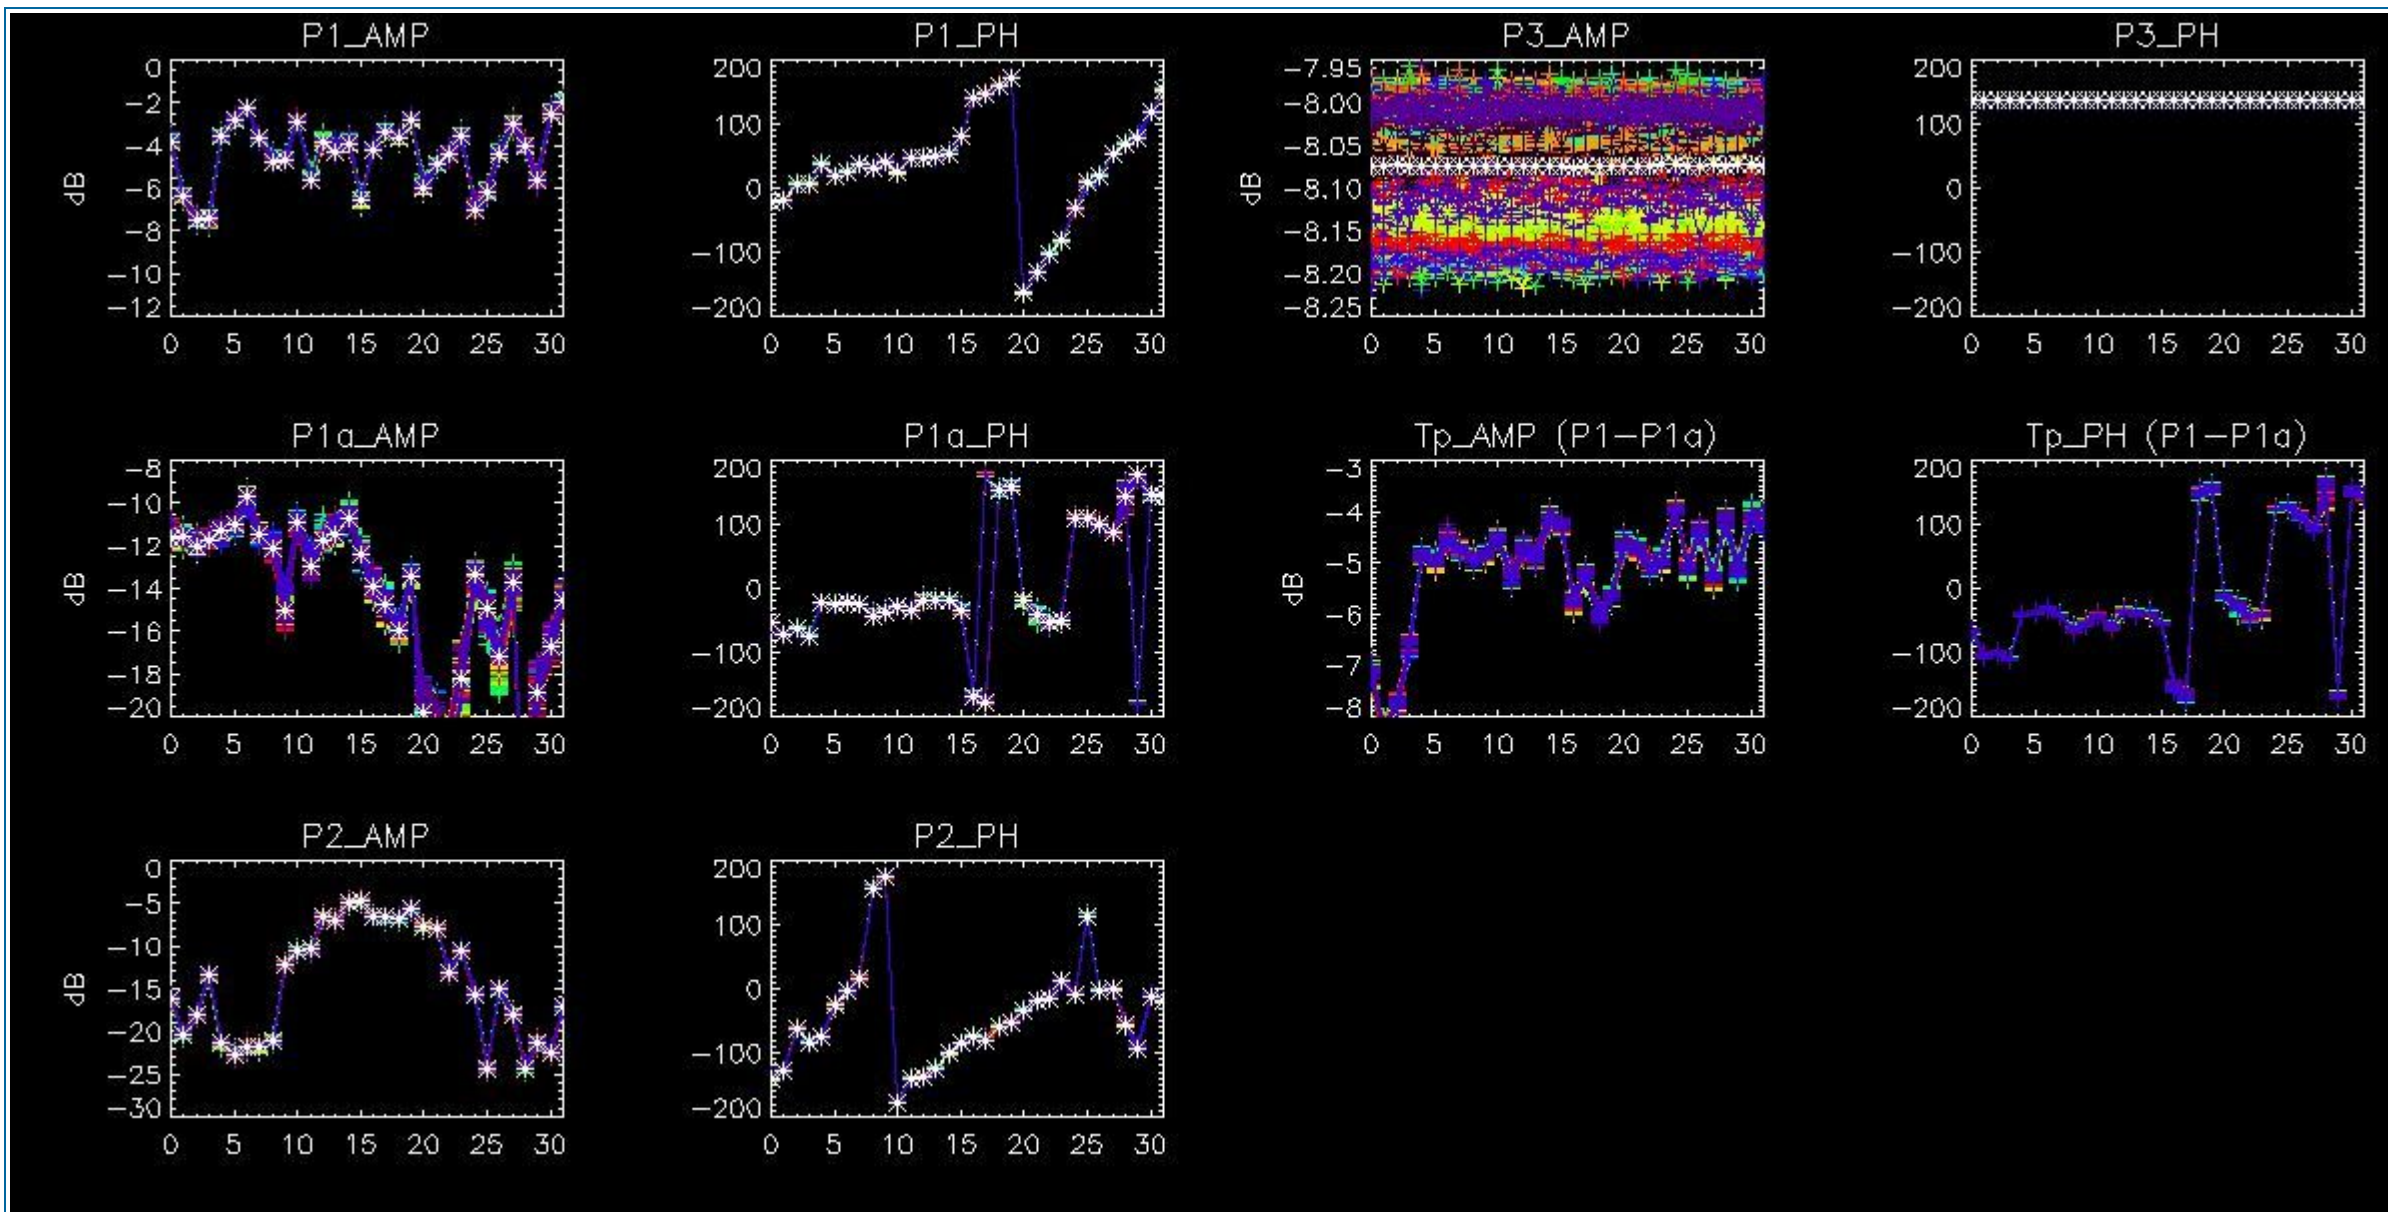 P1_AMP
0
−2
−4
−6
−8
−10
−12
dB
0 5 10 15 20 25 30
P1_PH
200
100
0
−100
−200
0 5 10 15 20 25 30
P3_AMP
−7.95
−8.00
−8.05
−8.10
−8.15
−8.20
−8.25
dB
0 5 10 15 20 25 30
P3_PH
200
100
0
−100
−200
0 5 10 15 20 25 30
P1a_AMP
−8
−10
−12
−14
−16
−18
−20
dB
0 5 10 15 20 25 30
P1a_PH
200
100
0
−100
−200
0 5 10 15 20 25 30
Tp_AMP (P1−P1a)
−3
−4
−5
−6
−7
−8
dB
0 5 10 15 20 25 30
Tp_PH (P1−P1a)
200
100
0
−100
−200
0 5 10 15 20 25 30
P2_AMP
0
−5
−10
−15
−20
−25
−30
dB
0 5 10 15 20 25 30
P2_PH
200
100
0
−100
−200
0 5 10 15 20 25 30